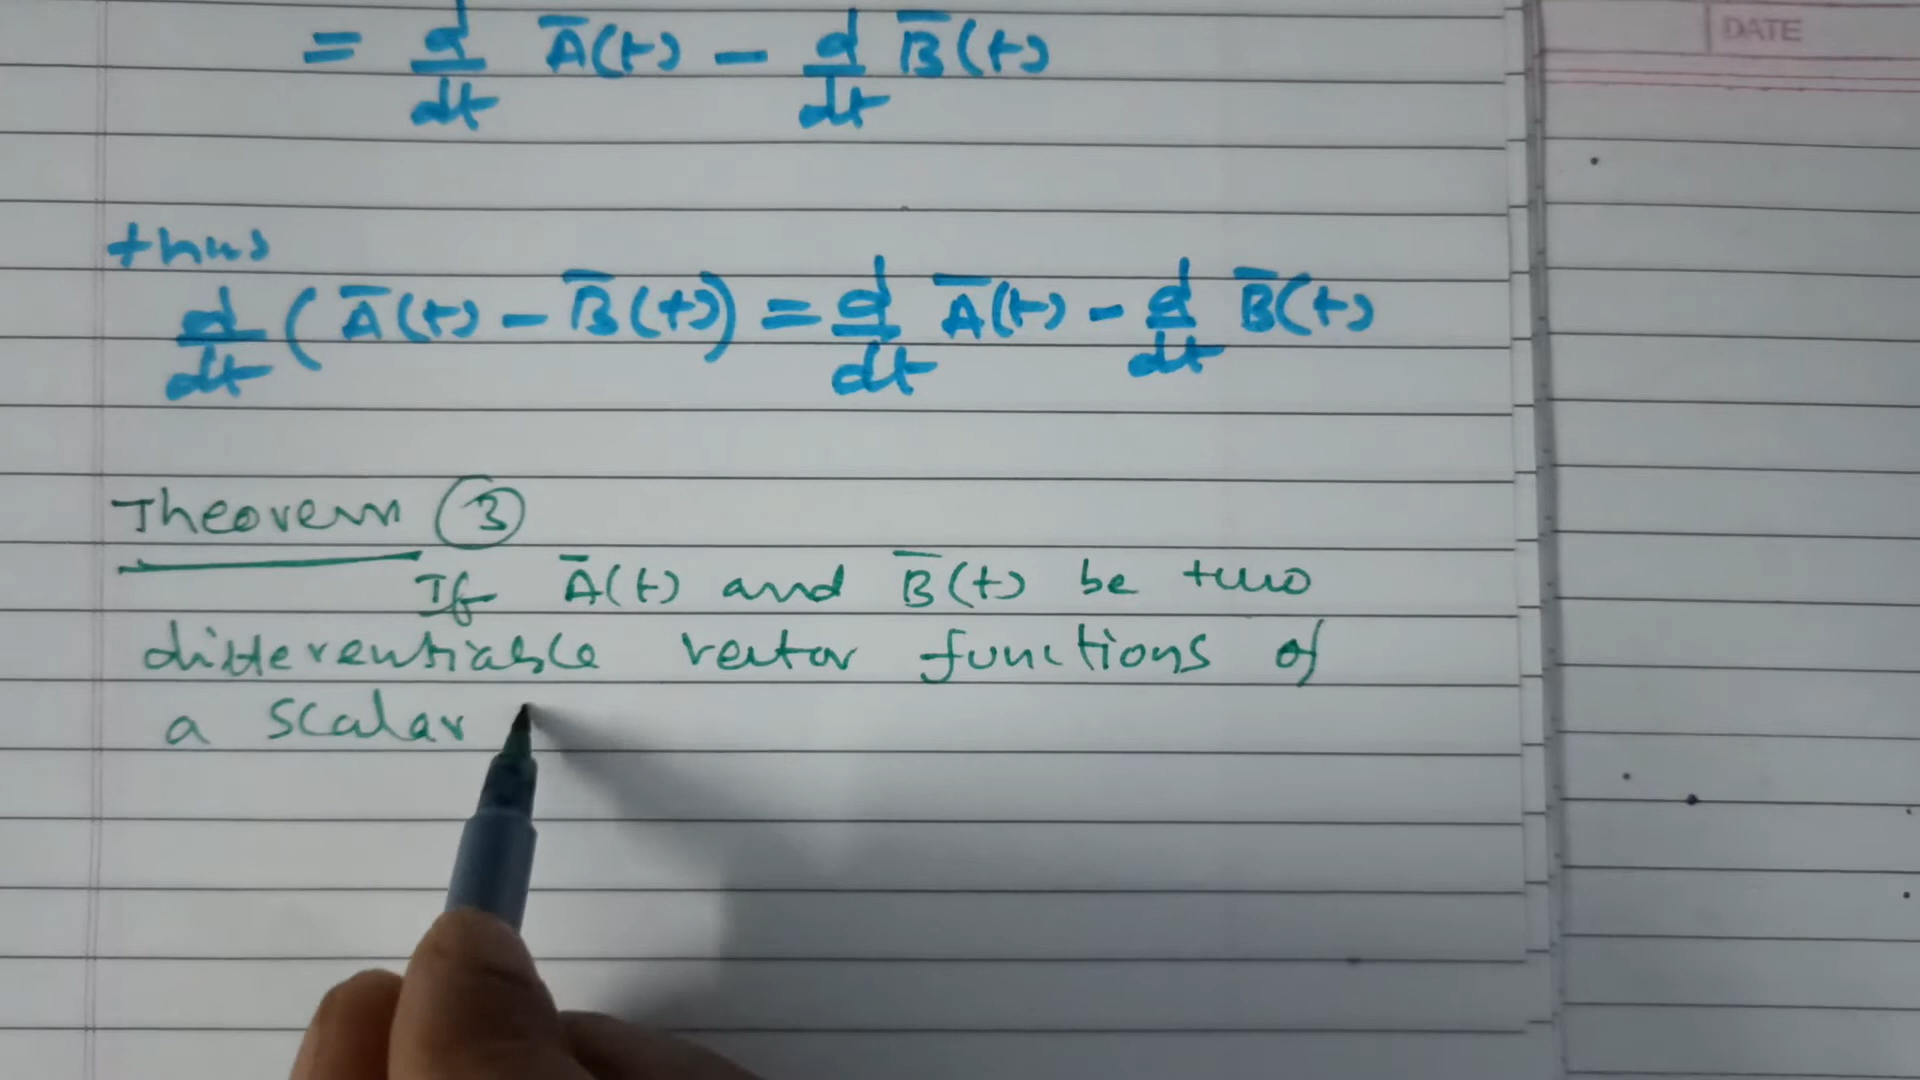 = d/dt A̅(t) - d/dt B̅(t)
DATE
thus
d/dt (A̅(t) - B̅(t)) = d/dt A̅(t) - d/dt B̅(t)
Theorem ③
If A̅(t) and B̅(t) be two
differentiable vector functions of
a scalar